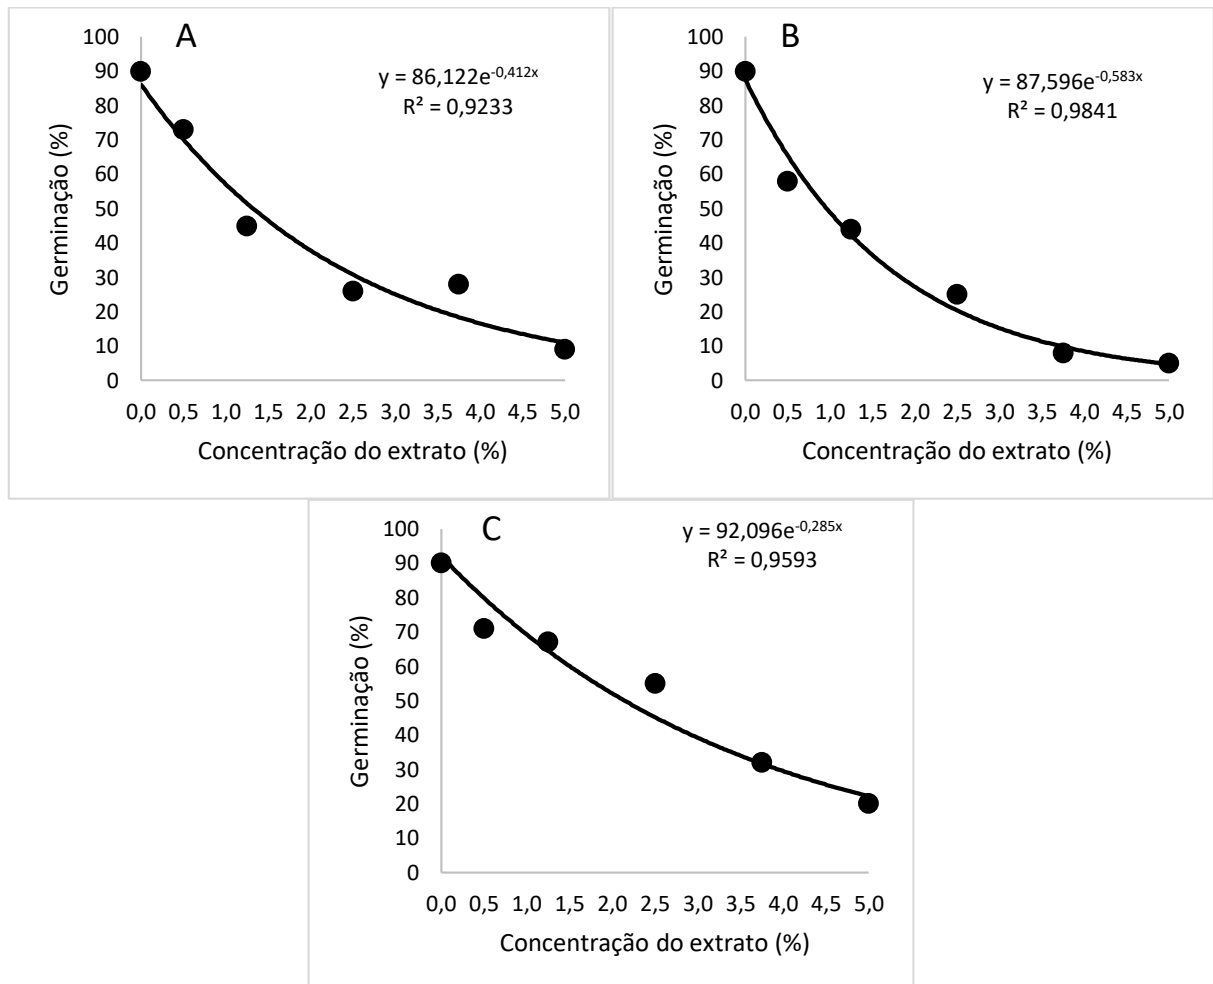 A
y = 86,122e^-0,412x
R² = 0,9233
Germinação (%)
100
90
80
70
60
50
40
30
20
10
0
0,0 0,5 1,0 1,5 2,0 2,5 3,0 3,5 4,0 4,5 5,0
Concentração do extrato (%)
B
y = 87,596e^-0,583x
R² = 0,9841
Germinação (%)
100
90
80
70
60
50
40
30
20
10
0
0,0 0,5 1,0 1,5 2,0 2,5 3,0 3,5 4,0 4,5 5,0
Concentração do extrato (%)
C
y = 92,096e^-0,285x
R² = 0,9593
Germinação (%)
100
90
80
70
60
50
40
30
20
10
0
0,0 0,5 1,0 1,5 2,0 2,5 3,0 3,5 4,0 4,5 5,0
Concentração do extrato (%)